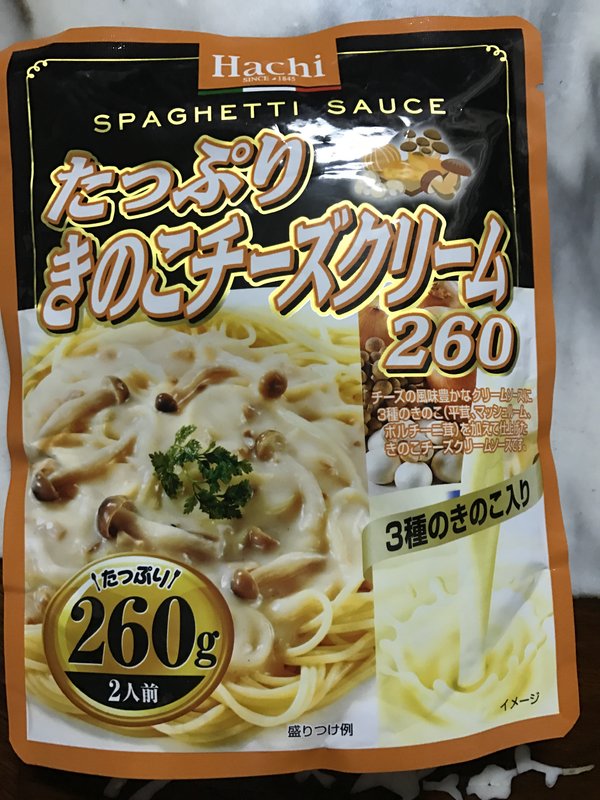 Hachi
SINCE 1845
SPAGHETTI SAUCE
たっぷり
きのこチーズクリーム
260
チーズの風味豊かなクリームソースに
3種のきのこ(平茸、マッシュルーム、
ポルチーニ茸)を加えて仕上げた
きのこチーズクリームソースです。
3種のきのこ入り
たっぷり
260g
2人前
盛りつけ例
イメージ